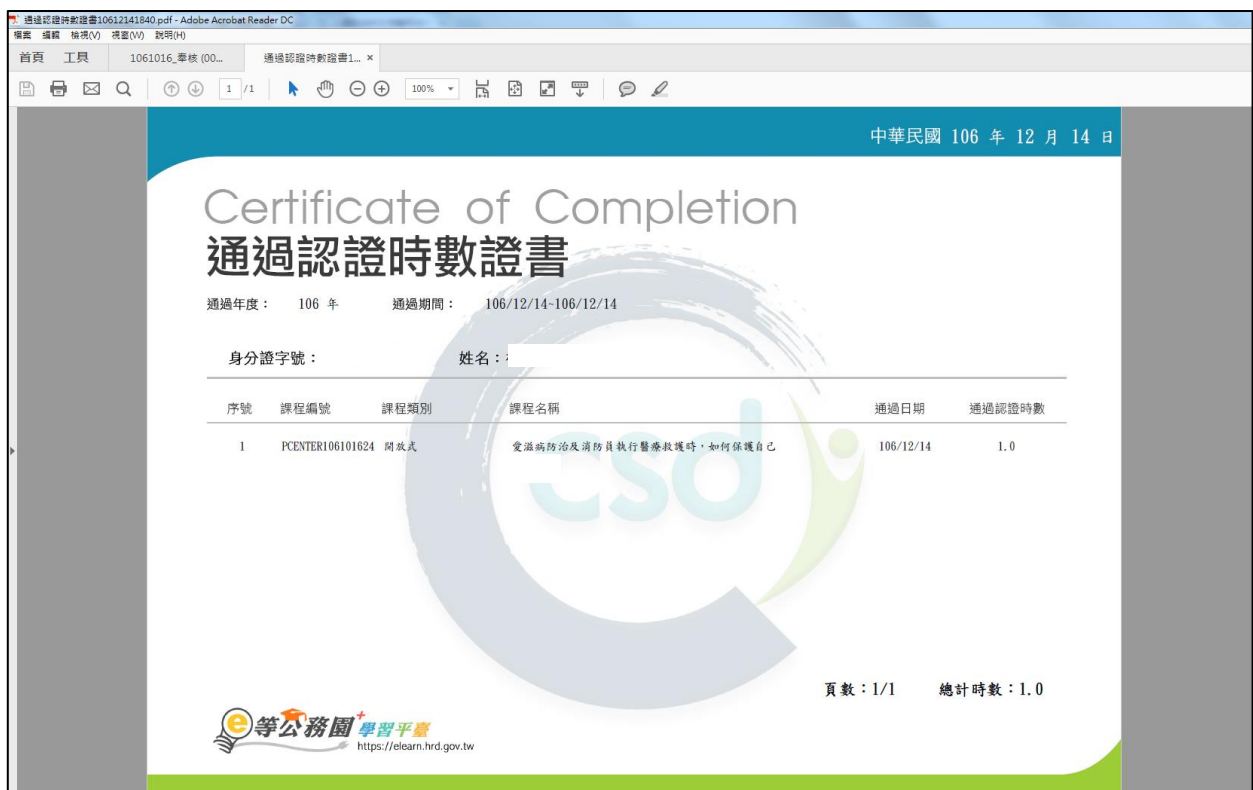 通過認證時數證書10612141840.pdf - Adobe Acrobat Reader DC
檔案 編輯 檢視(V) 視窗(W) 說明(H)
首頁 工具 1061016_奉核 (00... 通過認證時數證書1... ×
1 /1 100%
中華民國 106 年 12 月 14 日
Certificate of Completion
通過認證時數證書
通過年度： 106 年 通過期間： 106/12/14~106/12/14
身分證字號： 姓名：
序號 課程編號 課程類別 課程名稱 通過日期 通過認證時數
1 PCENTER106101624 開放式 愛滋病防治及消防員執行醫療救護時，如何保護自己 106/12/14 1.0
csdi
頁數：1/1 總計時數：1.0
e等公務園+學習平臺
https://elearn.hrd.gov.tw